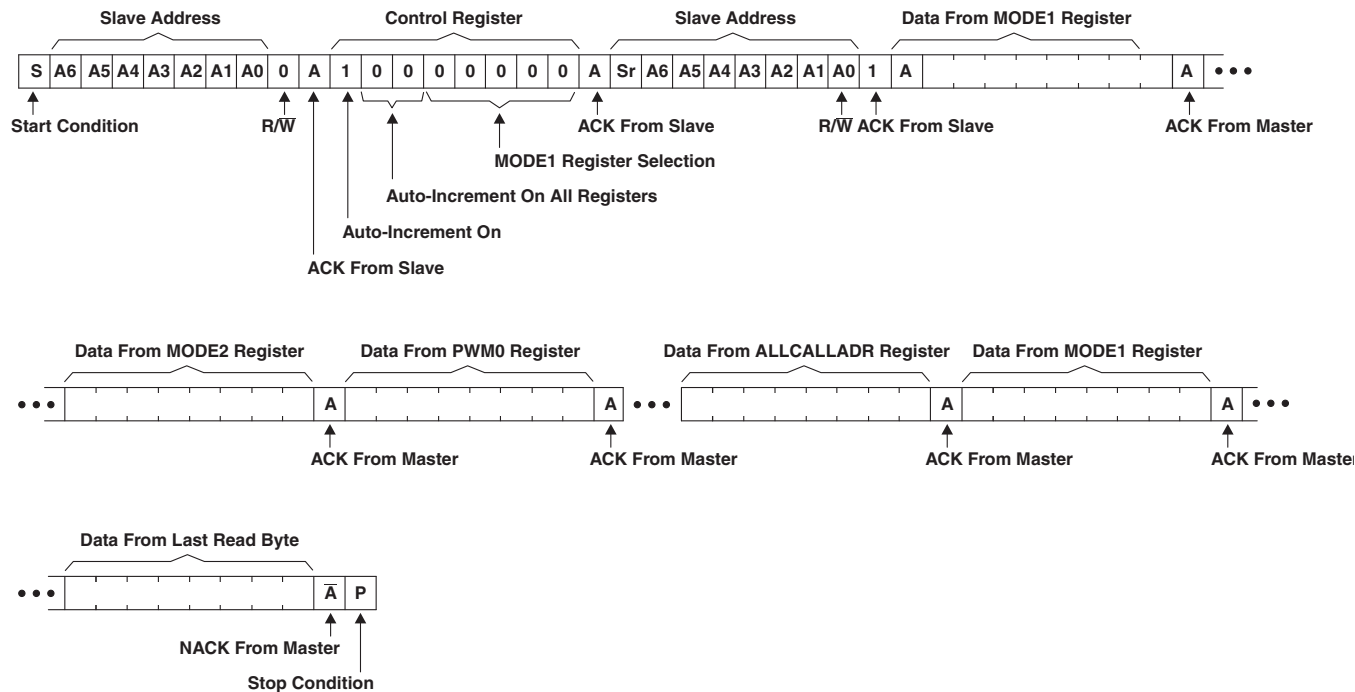 Slave Address Control Register Slave Address Data From MODE1 Register
S A6 A5 A4 A3 A2 A1 A0 0 A 1 0 0 0 0 0 0 0 A Sr A6 A5 A4 A3 A2 A1 A0 1 A A •••
Start Condition R/W̅ ACK From Slave R/W̅ ACK From Slave ACK From Master
MODE1 Register Selection
Auto-Increment On All Registers
Auto-Increment On
ACK From Slave
Data From MODE2 Register Data From PWM0 Register Data From ALLCALLADR Register Data From MODE1 Register
••• A A ••• A A •••
ACK From Master ACK From Master ACK From Master ACK From Master
Data From Last Read Byte
••• A̅ P
NACK From Master
Stop Condition